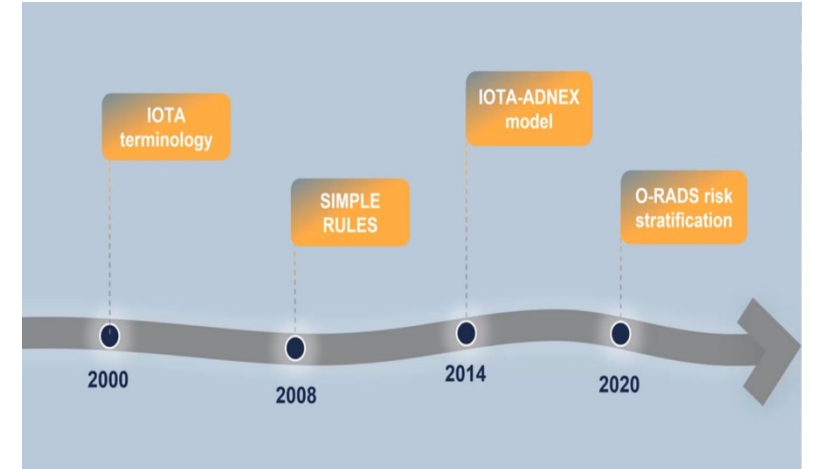 IOTA
terminology
SIMPLE
RULES
IOTA-ADNEX
model
O-RADS risk
stratification
2000
2008
2014
2020